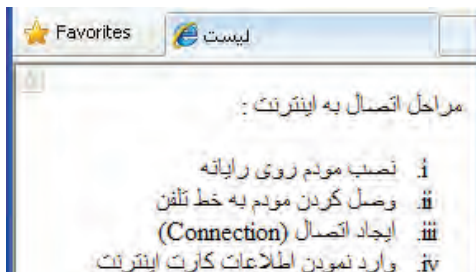 Favorites
لیست
مراحل اتصال به اینترنت :
i. نصب مودم روی رایانه
ii. وصل کردن مودم به خط تلفن
iii. ایجاد اتصال (Connection)
iv. وارد نمودن اطلاعات کارت اینترنت